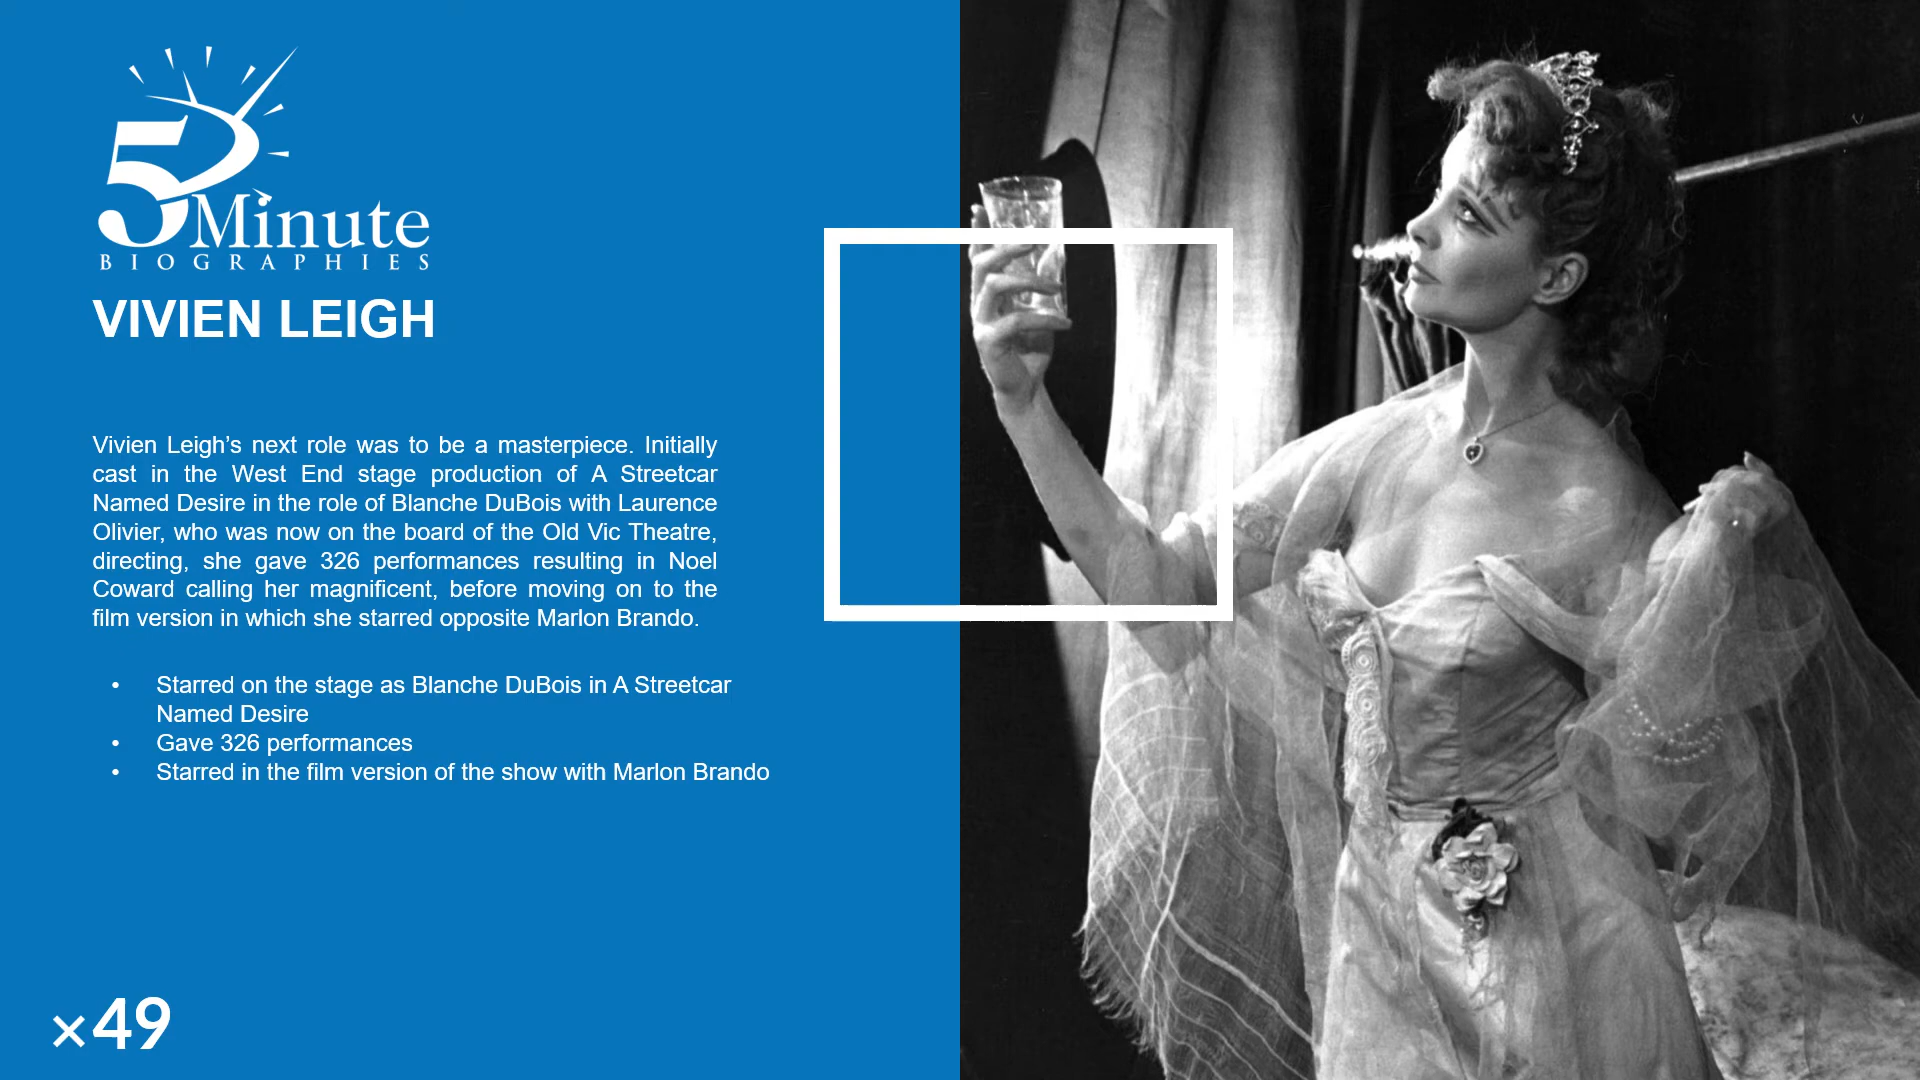 5 Minute
BIOGRAPHIES
VIVIEN LEIGH
Vivien Leigh’s next role was to be a masterpiece. Initially
cast in the West End stage production of A Streetcar
Named Desire in the role of Blanche DuBois with Laurence
Olivier, who was now on the board of the Old Vic Theatre,
directing, she gave 326 performances resulting in Noel
Coward calling her magnificent, before moving on to the
film version in which she starred opposite Marlon Brando.
• Starred on the stage as Blanche DuBois in A Streetcar
Named Desire
• Gave 326 performances
• Starred in the film version of the show with Marlon Brando
×49